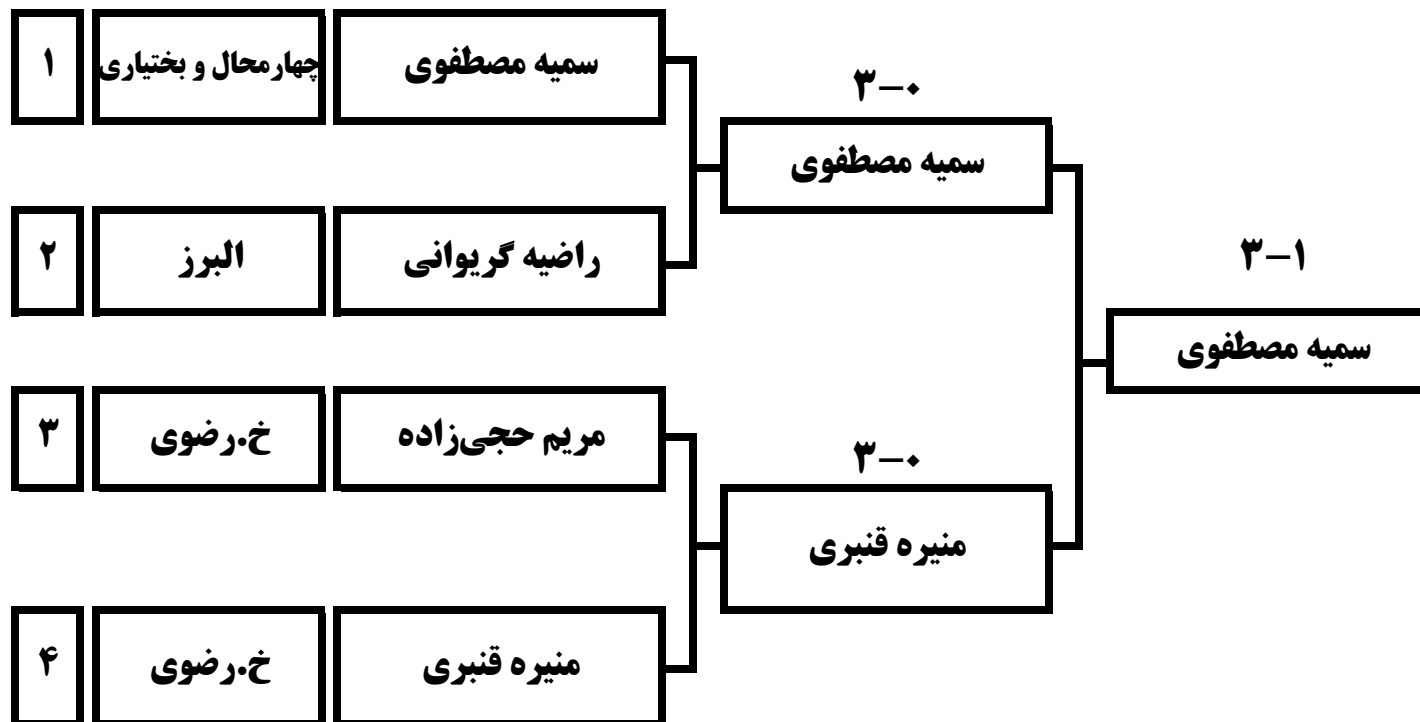 ۱ چهارمحال و بختیاری سمیه مصطفوی
۳-۰
سمیه مصطفوی
۲ البرز راضیه گریوانی
۳-۱
سمیه مصطفوی
۳ خ.رضوی مریم حجی‌زاده
۳-۰
منیره قنبری
۴ خ.رضوی منیره قنبری